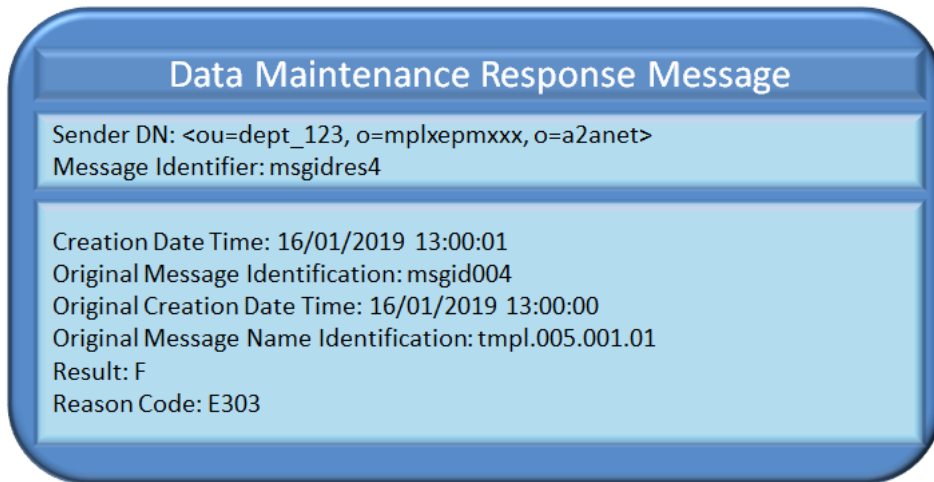 Data Maintenance Response Message
Sender DN: <ou=dept_123, o=mplxepmxxx, o=a2anet>
Message Identifier: msgidres4
Creation Date Time: 16/01/2019 13:00:01
Original Message Identification: msgid004
Original Creation Date Time: 16/01/2019 13:00:00
Original Message Name Identification: tmpl.005.001.01
Result: F
Reason Code: E303